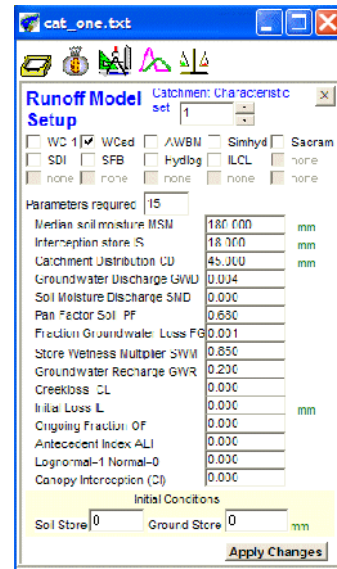 cat_one.txt
Runoff Model Setup
Catchment Characteristic set 1
WC-1 WCsd AWBM Simhyd Sacram
SDI SFB Hydlog ILCL none
none none none none none
Parameters required 15
Median soil moisture MSM 180.000 mm
Interception store IS 18.000 mm
Catchment Distribution CD 45.000 mm
Groundwater Discharge GWD 0.004
Soil Moisture Discharge SMD 0.000
Pan Factor Soil PF 0.680
Fraction Groundwater Loss FG 0.001
Store Wetness Multiplier SWM 0.850
Groundwater Recharge GWR 0.200
Creekloss CL 0.000
Initial Loss IL 0.000 mm
Ongoing Fraction OF 0.000
Antecedent Index ALI 0.000
Lognormal-1 Normal-0 0.000
Canopy Interception (CI) 0.000
Initial Conditions
Soil Store 0 Ground Store 0 mm
Apply Changes